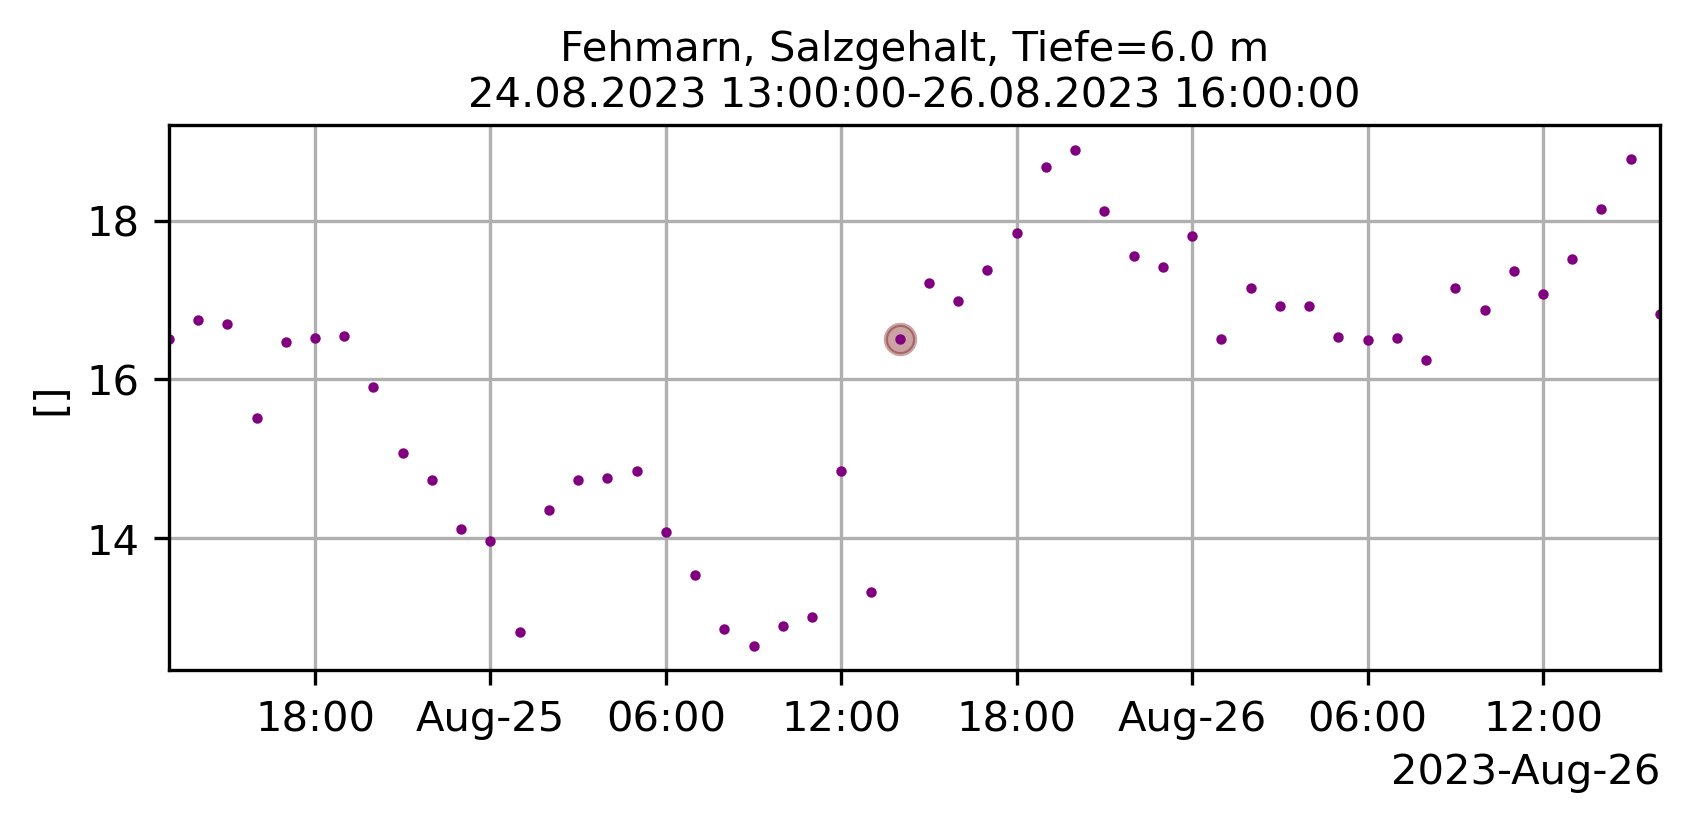 Fehmarn, Salzgehalt, Tiefe=6.0 m
24.08.2023 13:00:00-26.08.2023 16:00:00
18
16
14
[]
18:00 Aug-25 06:00 12:00 18:00 Aug-26 06:00 12:00
2023-Aug-26